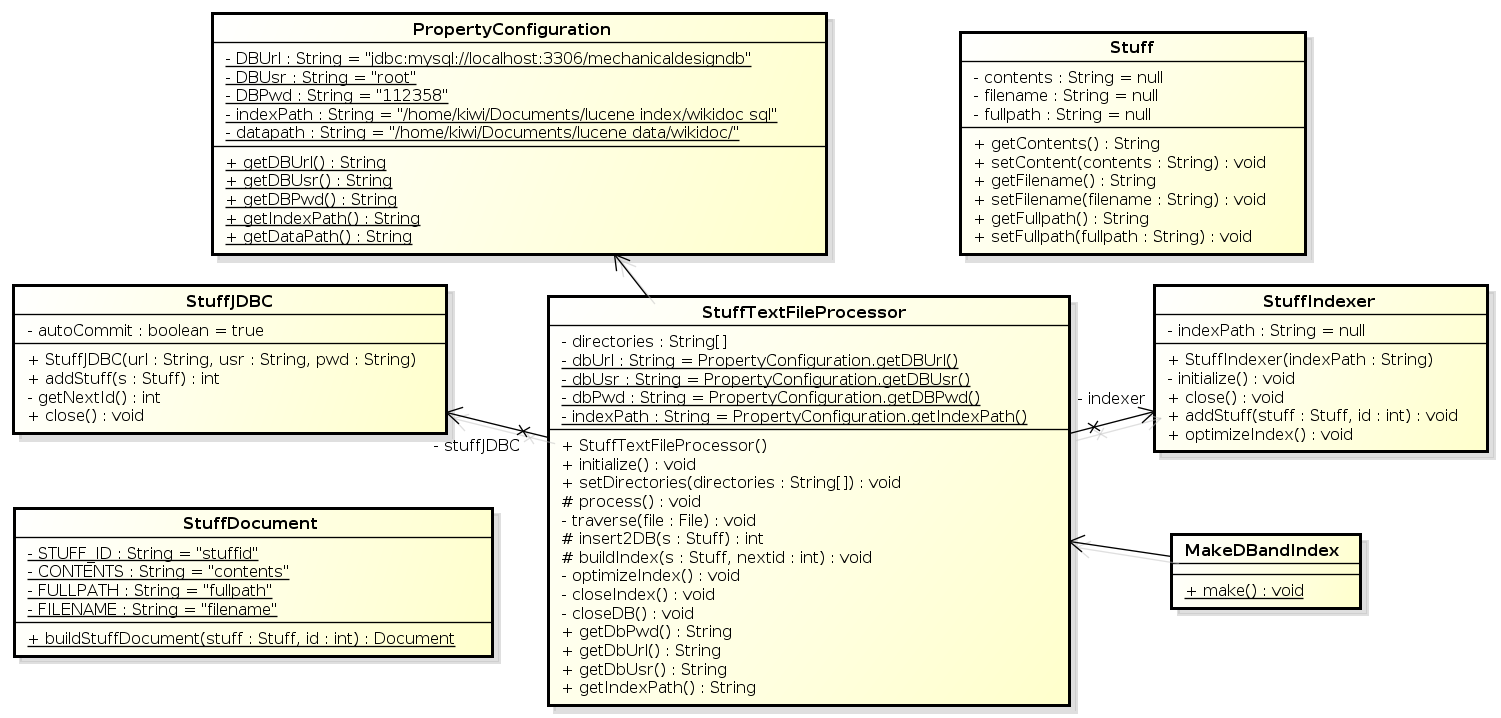 PropertyConfiguration
- DBUrl : String = "jdbc:mysql://localhost:3306/mechanicaldesigndb"
- DBUsr : String = "root"
- DBPwd : String = "112358"
- indexPath : String = "/home/kiwi/Documents/lucene index/wikidoc sql"
- datapath : String = "/home/kiwi/Documents/lucene data/wikidoc/"
+ getDBUrl() : String
+ getDBUsr() : String
+ getDBPwd() : String
+ getIndexPath() : String
+ getDataPath() : String
Stuff
- contents : String = null
- filename : String = null
- fullpath : String = null
+ getContents() : String
+ setContent(contents : String) : void
+ getFilename() : String
+ setFilename(filename : String) : void
+ getFullpath() : String
+ setFullpath(fullpath : String) : void
StuffJDBC
- autoCommit : boolean = true
+ StuffJDBC(url : String, usr : String, pwd : String)
+ addStuff(s : Stuff) : int
- getNextId() : int
+ close() : void
- stuffJDBC
StuffTextFileProcessor
- directories : String[]
- dbUrl : String = PropertyConfiguration.getDBUrl()
- dbUsr : String = PropertyConfiguration.getDBUsr()
- dbPwd : String = PropertyConfiguration.getDBPwd()
- indexPath : String = PropertyConfiguration.getIndexPath()
+ StuffTextFileProcessor()
+ initialize() : void
+ setDirectories(directories : String[]) : void
# process() : void
- traverse(file : File) : void
# insert2DB(s : Stuff) : int
# buildIndex(s : Stuff, nextid : int) : void
- optimizeIndex() : void
- closeIndex() : void
- closeDB() : void
+ getDbPwd() : String
+ getDbUrl() : String
+ getDbUsr() : String
+ getIndexPath() : String
- indexer
StuffIndexer
- indexPath : String = null
+ StuffIndexer(indexPath : String)
- initialize() : void
+ close() : void
+ addStuff(stuff : Stuff, id : int) : void
+ optimizeIndex() : void
StuffDocument
- STUFF_ID : String = "stuffid"
- CONTENTS : String = "contents"
- FULLPATH : String = "fullpath"
- FILENAME : String = "filename"
+ buildStuffDocument(stuff : Stuff, id : int) : Document
MakeDBandIndex
+ make() : void